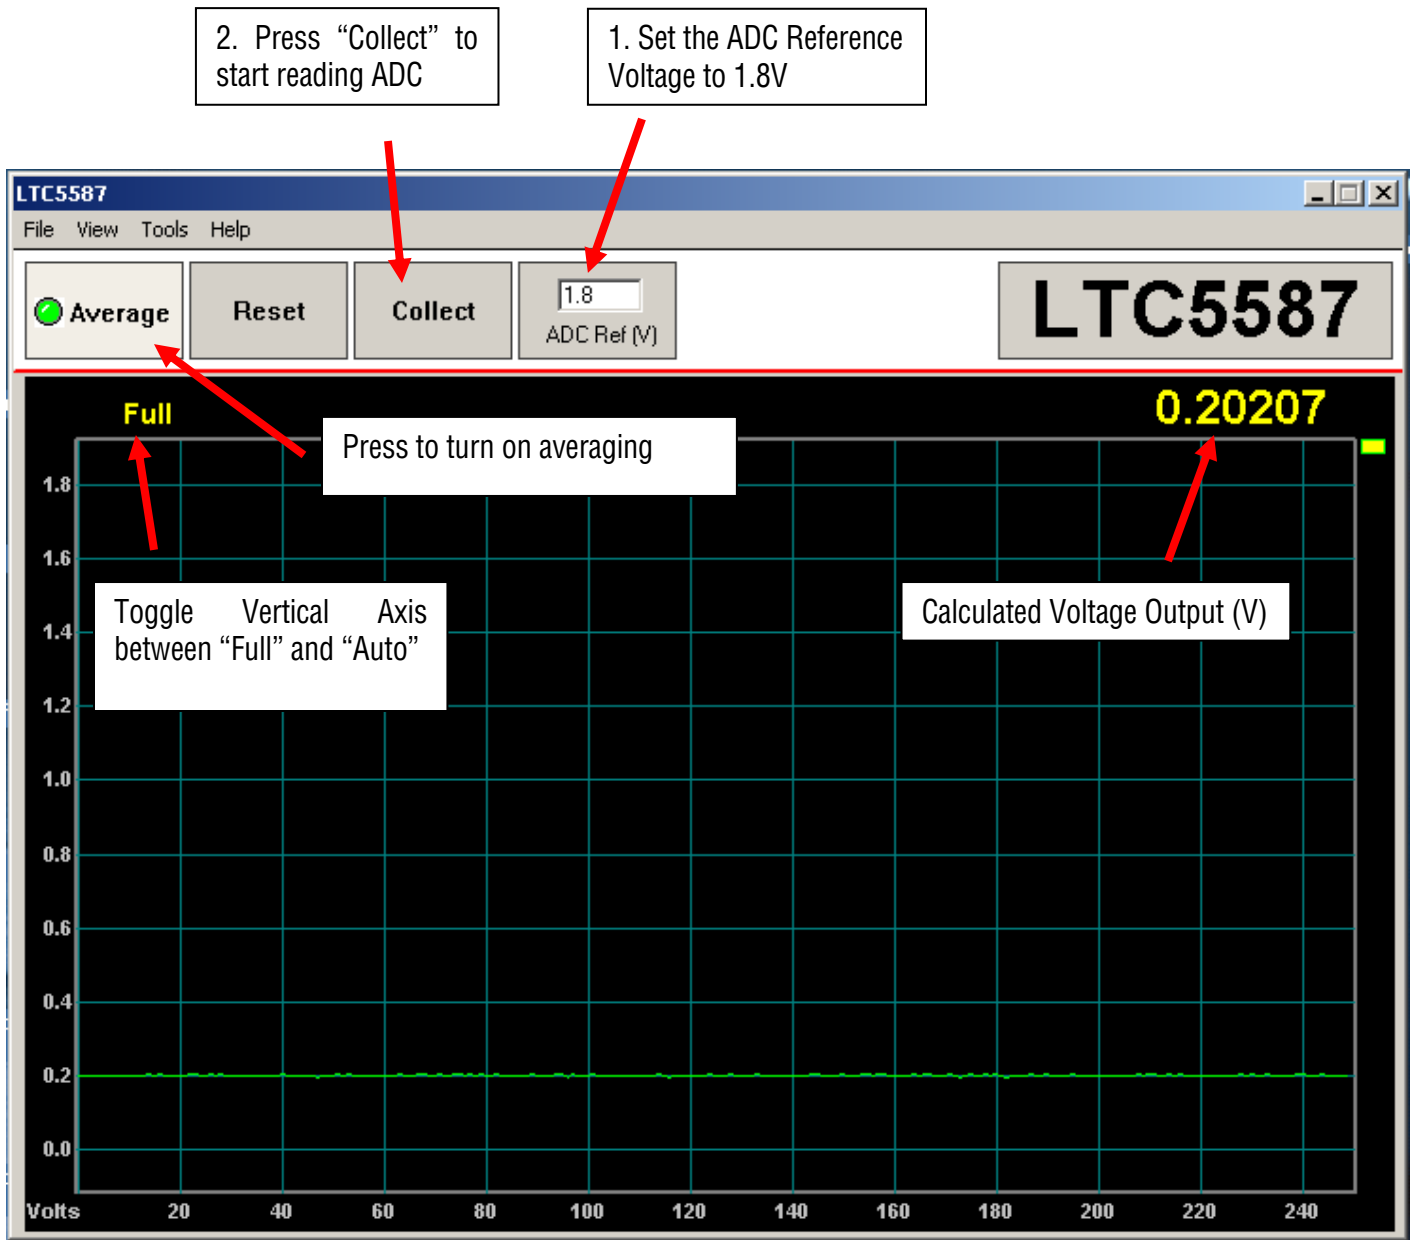 2. Press “Collect” to
start reading ADC
1. Set the ADC Reference
Voltage to 1.8V
LTC5587
File View Tools Help
Average
Reset
Collect
1.8
ADC Ref (V)
LTC5587
Full
0.20207
Press to turn on averaging
Toggle Vertical Axis
between “Full” and “Auto”
Calculated Voltage Output (V)
1.8
1.6
1.4
1.2
1.0
0.8
0.6
0.4
0.2
0.0
Volts 20 40 60 80 100 120 140 160 180 200 220 240